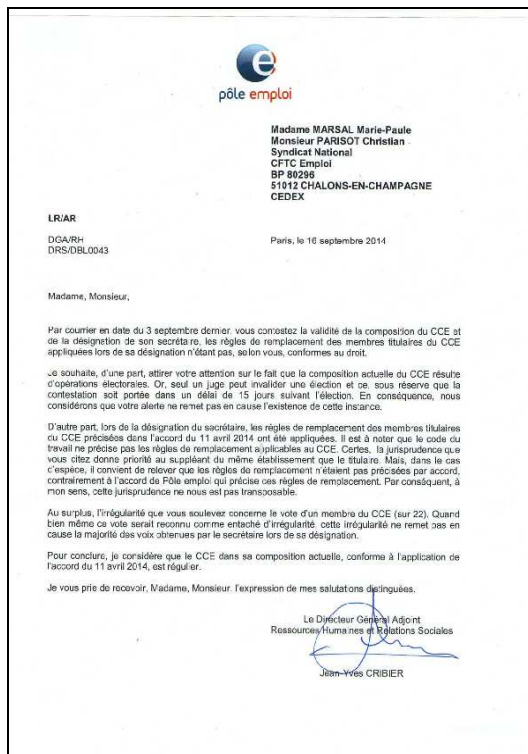 e
pôle emploi
Madame MARSAL Marie-Paule
Monsieur PARISOT Christian
Syndicat National
CFTC Emploi
BP 80296
51012 CHALONS-EN-CHAMPAGNE
CEDEX
LR/AR
DGA/RH
DRS/DBL0043
Paris, le 16 septembre 2014
Madame, Monsieur,
Par courrier en date du 3 septembre dernier, vous contestez la validité de la composition du CCE et
de la désignation de son secrétaire, les règles de remplacement des membres titulaires du CCE
appliquées lors de sa désignation n'étant pas, selon vous, conformes au droit.
Je souhaite, d'une part, attirer votre attention sur le fait que la composition actuelle du CCE résulte
d'opérations électorales. Or, seul un juge peut invalider une élection et ce, sous réserve que la
contestation soit portée dans un délai de 15 jours suivant l'élection. En conséquence, nous
considérons que votre alerte ne remet pas en cause l'existence de cette instance.
D'autre part, lors de la désignation du secrétaire, les règles de remplacement des membres titulaires
du CCE précisées dans l'accord du 11 avril 2014 ont été appliquées. Il est à noter que le code du
travail ne précise pas les règles de remplacement applicables au CCE. Certes, la jurisprudence que
vous citez donne priorité au suppléant du même établissement que le titulaire. Mais, dans le cas
d'espèce, il convient de relever que les règles de remplacement n'étaient pas précisées par accord,
contrairement à l'accord de Pôle emploi qui précise ces règles de remplacement. Par conséquent, à
mon sens, cette jurisprudence ne nous est pas transposable.
Au surplus, l'irrégularité que vous soulevez concerne le vote d'un membre du CCE (sur 22). Quand
bien même ce vote serait reconnu comme entaché d'irrégularité, cette irrégularité ne remet pas en
cause la majorité des voix obtenues par le secrétaire lors de sa désignation.
Pour conclure, je considère que le CCE dans sa composition actuelle, conforme à l'application de
l'accord du 11 avril 2014, est régulier.
Je vous prie de recevoir, Madame, Monsieur, l'expression de mes salutations distinguées.
Le Directeur Général Adjoint
Ressources Humaines et Relations Sociales
Jean-Yves CRIBIER